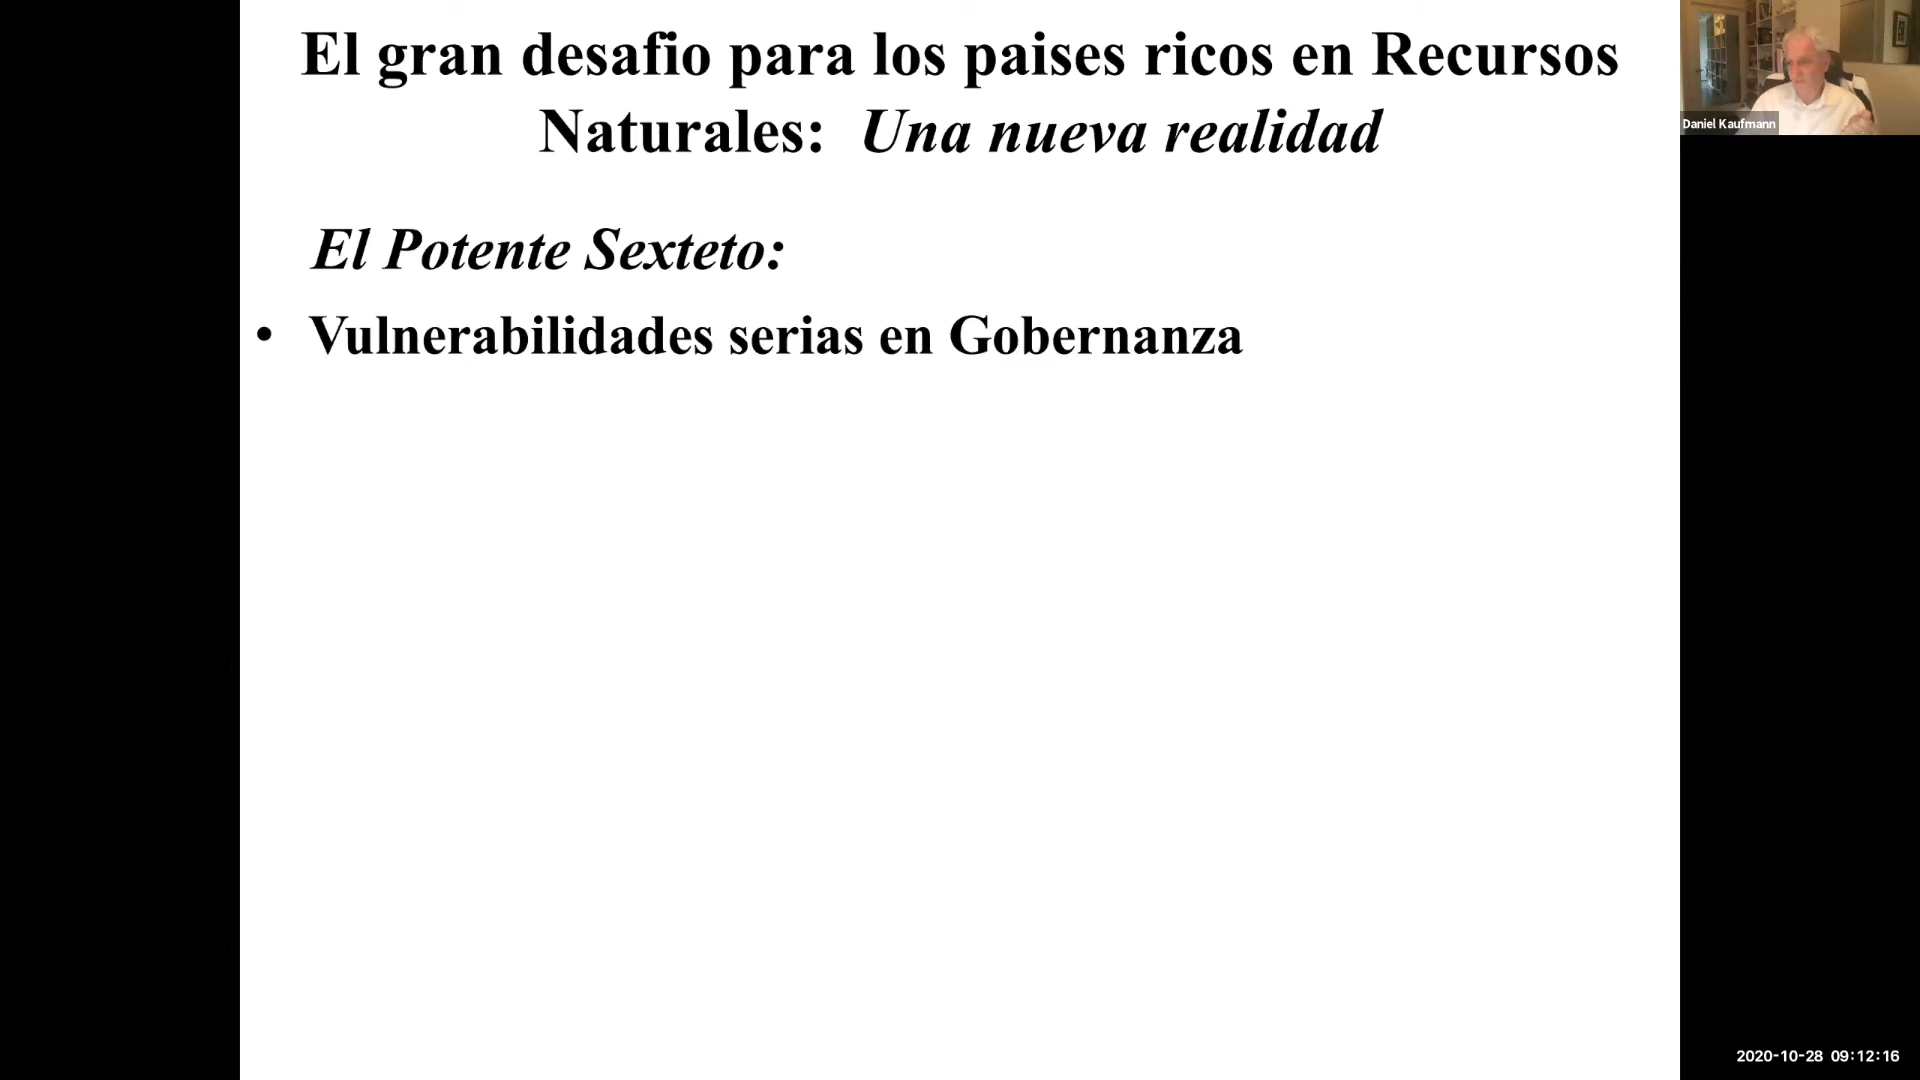 El gran desafio para los paises ricos en Recursos
Naturales: Una nueva realidad
Daniel Kaufmann
El Potente Sexteto:
• Vulnerabilidades serias en Gobernanza
2020-10-28 09:12:16